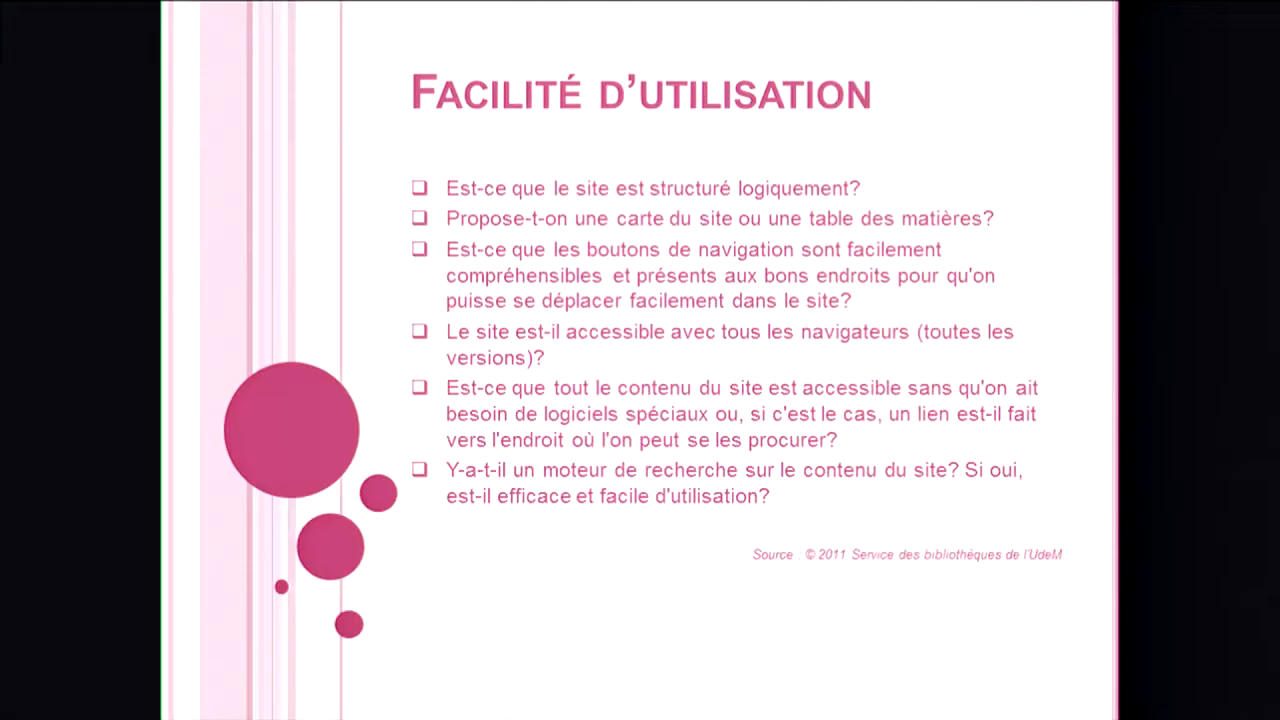 FACILITÉ D'UTILISATION
❑ Est-ce que le site est structuré logiquement?
❑ Propose-t-on une carte du site ou une table des matières?
❑ Est-ce que les boutons de navigation sont facilement
compréhensibles et présents aux bons endroits pour qu'on
puisse se déplacer facilement dans le site?
❑ Le site est-il accessible avec tous les navigateurs (toutes les
versions)?
❑ Est-ce que tout le contenu du site est accessible sans qu'on ait
besoin de logiciels spéciaux ou, si c'est le cas, un lien est-il fait
vers l'endroit où l'on peut se les procurer?
❑ Y-a-t-il un moteur de recherche sur le contenu du site? Si oui,
est-il efficace et facile d'utilisation?
Source : © 2011 Service des bibliothèques de l'UdeM